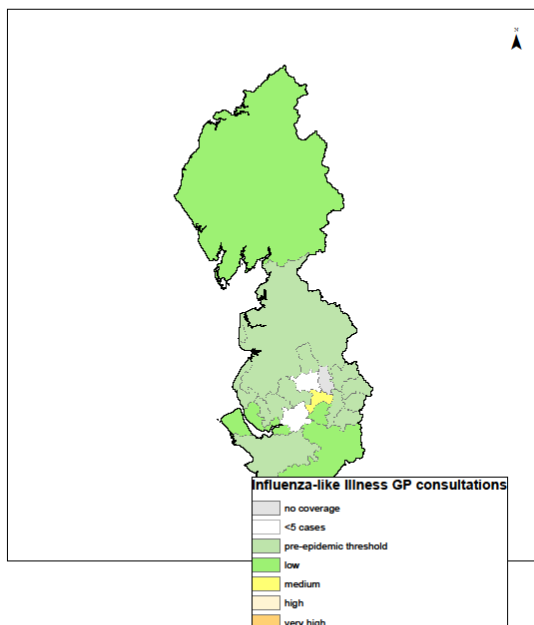 N
Influenza-like Illness GP consultations
no coverage
<5 cases
pre-epidemic threshold
low
medium
high
very high